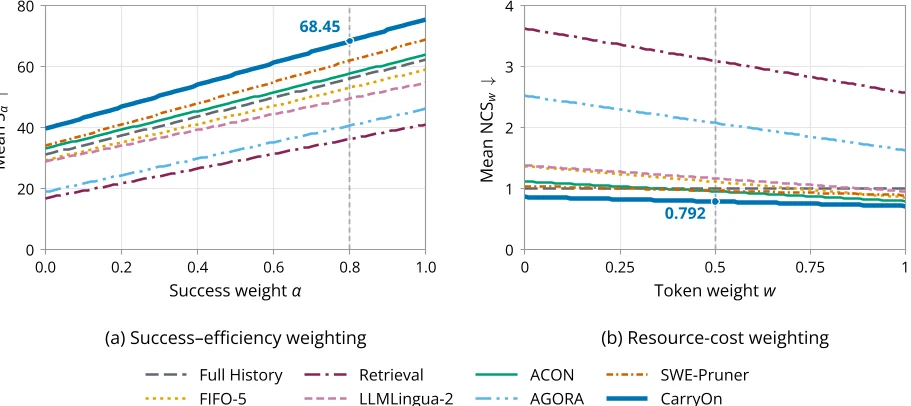 80
60
40
20
0
68.45
0.0 0.2 0.4 0.6 0.8 1.0
Success weight α
(a) Success–efficiency weighting
Mean NCS_w ↓
4
3
2
1
0
0.792
0 0.25 0.5 0.75 1
Token weight w
(b) Resource-cost weighting
Full History Retrieval ACON SWE-Pruner
FIFO-5 LLMLingua-2 AGORA CarryOn